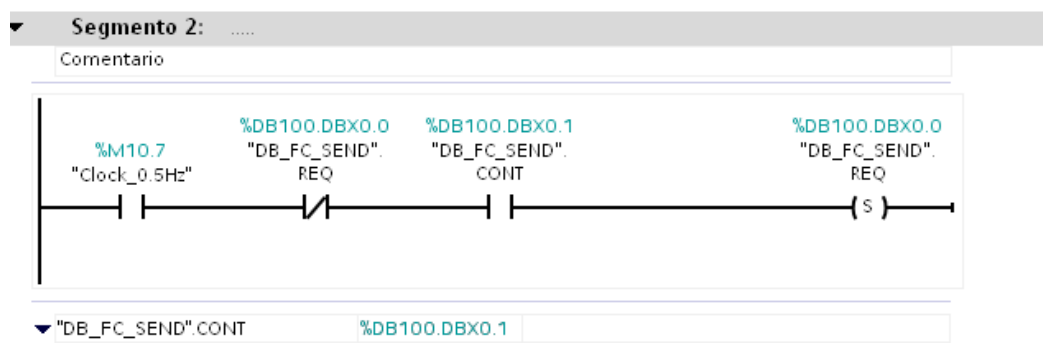 Segmento 2: .....
Comentario
%DB100.DBX0.0 %DB100.DBX0.1 %DB100.DBX0.0
%M10.7 "DB_FC_SEND". "DB_FC_SEND". "DB_FC_SEND".
"Clock_0.5Hz" REQ CONT REQ
S
"DB_FC_SEND".CONT %DB100.DBX0.1